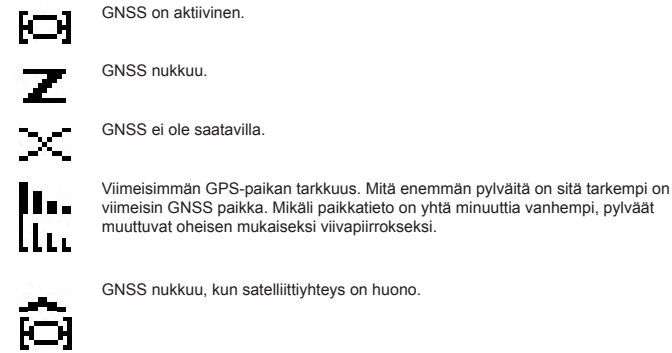 GNSS on aktiivinen.
GNSS nukkuu.
GNSS ei ole saatavilla.
Viimeisimmän GPS-paikan tarkkuus. Mitä enemmän pylväitä on sitä tarkempi on
viimeisin GNSS paikka. Mikäli paikkatieto on yhtä minuuttia vanhempi, pylväät
muuttuvat oheisen mukaiseksi viivapiirrokseksi.
GNSS nukkuu, kun satelliittiyhteys on huono.